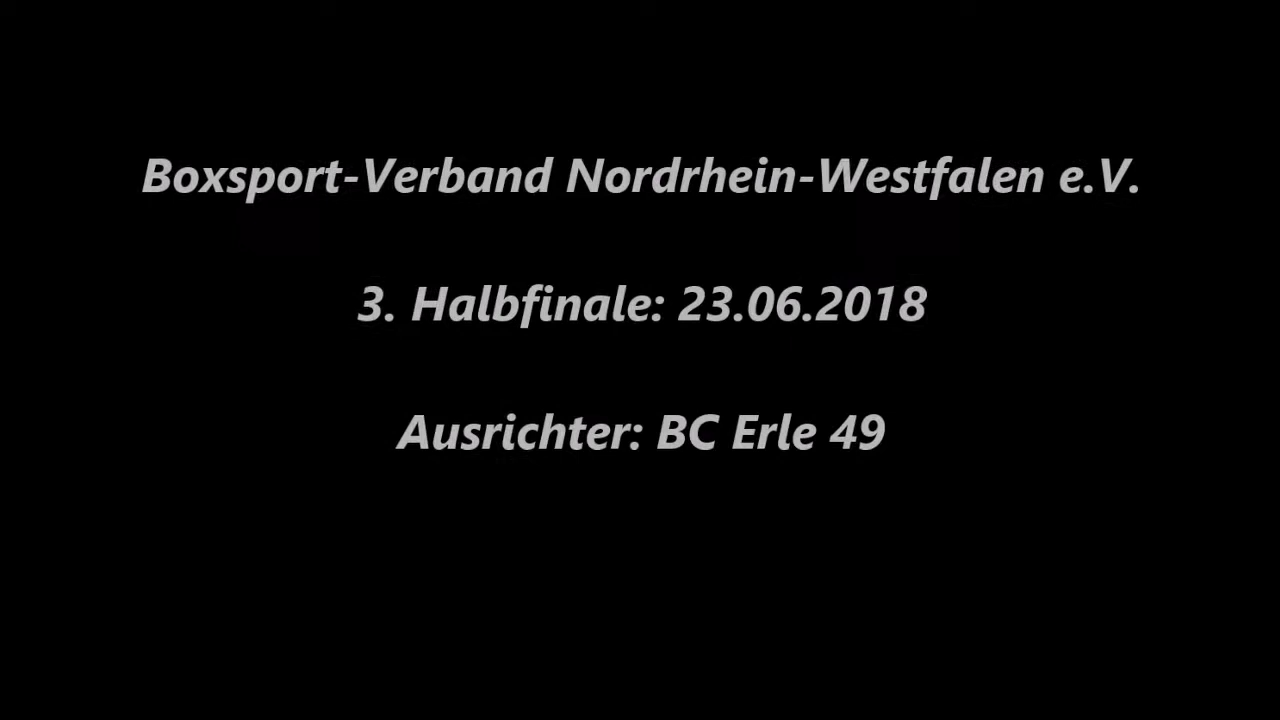 Boxsport-Verband Nordrhein-Westfalen e.V.
3. Halbfinale: 23.06.2018
Ausrichter: BC Erle 49